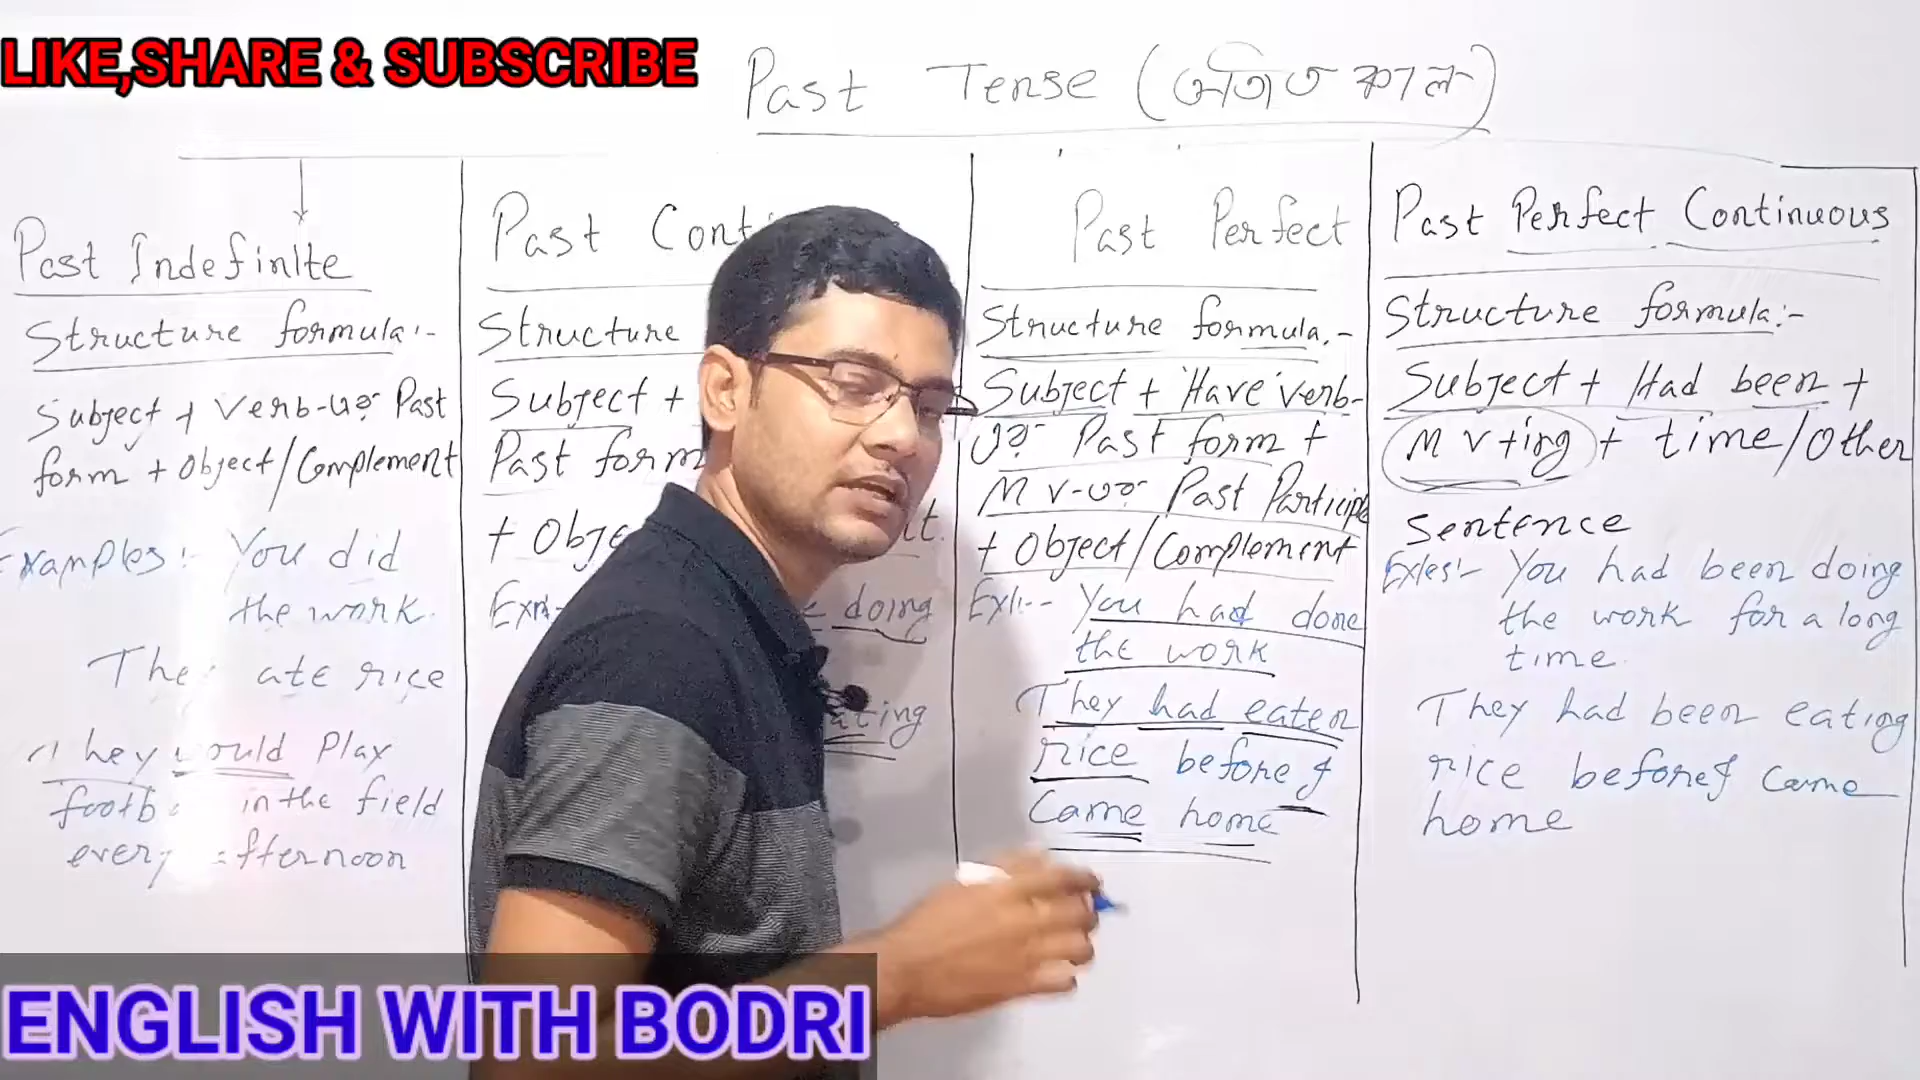 LIKE,SHARE & SUBSCRIBE
Past Tense (অতিত কাল)
Past Indefinite
Structure formula:-
Subject + Verb-এর Past
form + Object/Complement
Examples:- You did
the work.
They ate rice
They would Play
in the field
every afternoon
Past
Structure
Subject +
Past form
+
doing
Past Perfect
Structure formula.-
Subject + 'Have' verb-
এর Past form +
M V-এর Past Participle
+ Object/Complement
Ex1:-- You had done
the work
They had eaten
rice before I
Came home
Past Perfect Continuous
Structure formula:-
Subject + Had been +
M V+ing + time/Other
Sentence
Exles:- You had been doing
the work for a long
time.
They had been eating
rice before I came
home
ENGLISH WITH BODRI